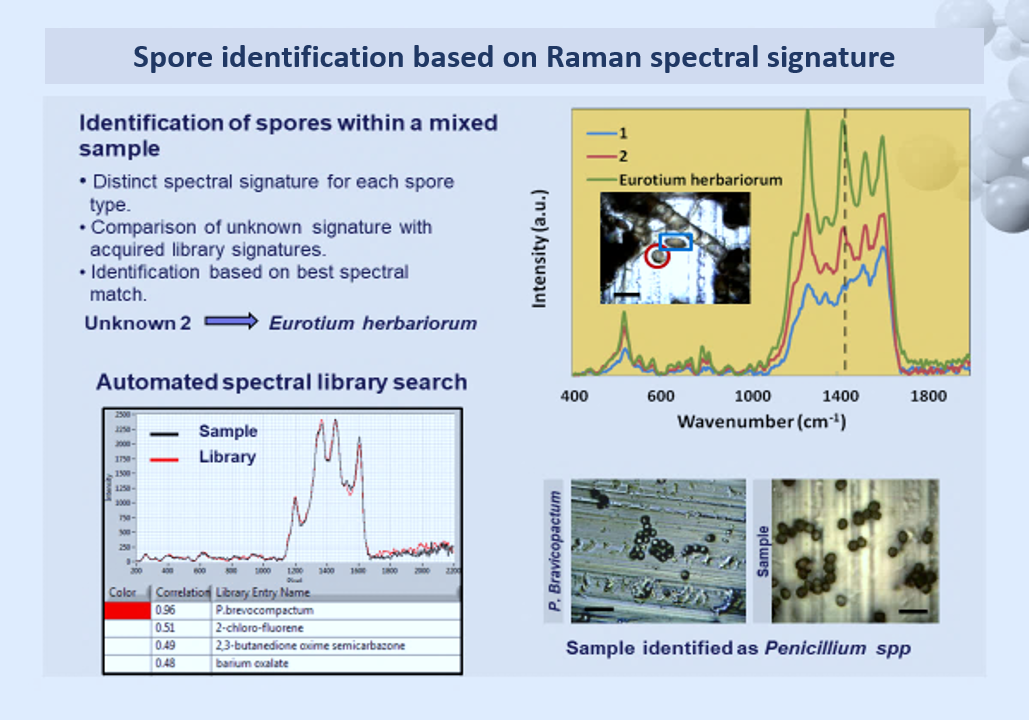 Spore identification based on Raman spectral signature
Identification of spores within a mixed
sample
• Distinct spectral signature for each spore
type.
• Comparison of unknown signature with
acquired library signatures.
• Identification based on best spectral
match.
Unknown 2 Eurotium herbariorum
Automated spectral library search
2500
2250
2000
1750
1500
1250
1000
750
500
250
0
Intensity
Sample
Library
200 400 600 800 1000 1200 1400 1600 1800 2000 2200
Color Correlation Library Entry Name
0.96 P.brevocompactum
0.51 2-chloro-fluorene
0.49 2,3-butanedione oxime semicarbazone
0.48 barium oxalate
1
2
Eurotium herbariorum
Intensity (a.u.)
400 600 1000 1400 1800
Wavenumber (cm⁻¹)
P. Bravicopactum
Sample
Sample identified as Penicillium spp